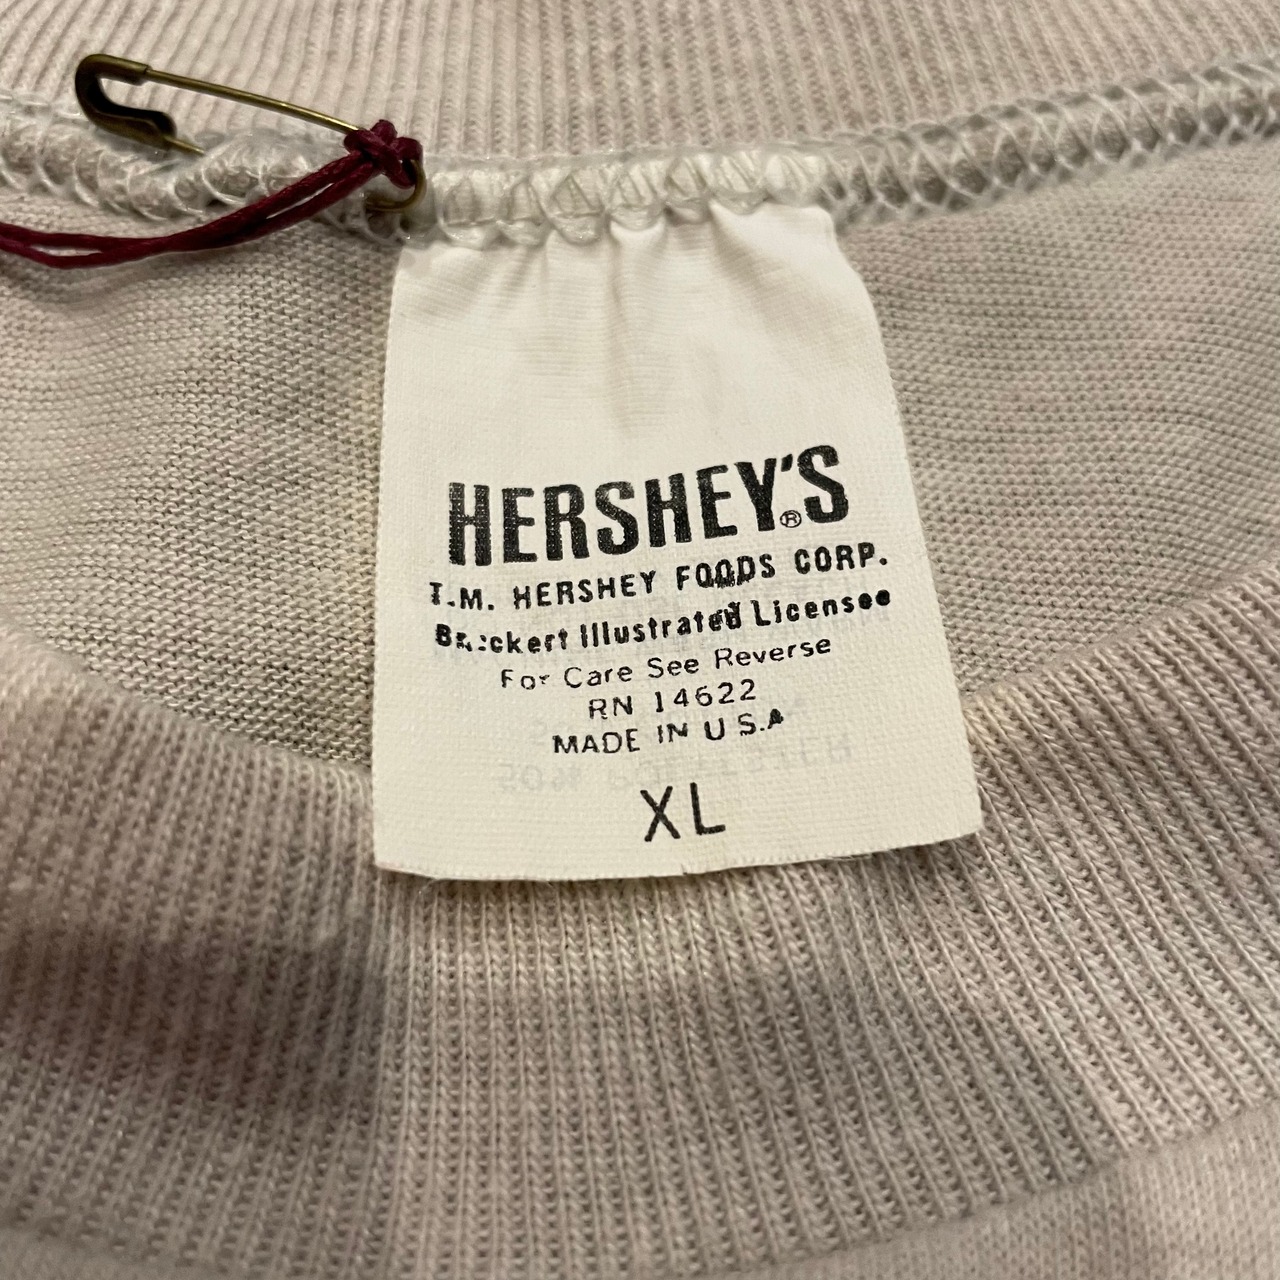 HERSHEY'S®
T.M. HERSHEY FOODS CORP.
Illustrated Licensee
For Care See Reverse
RN 14622
MADE IN U S.A
XL